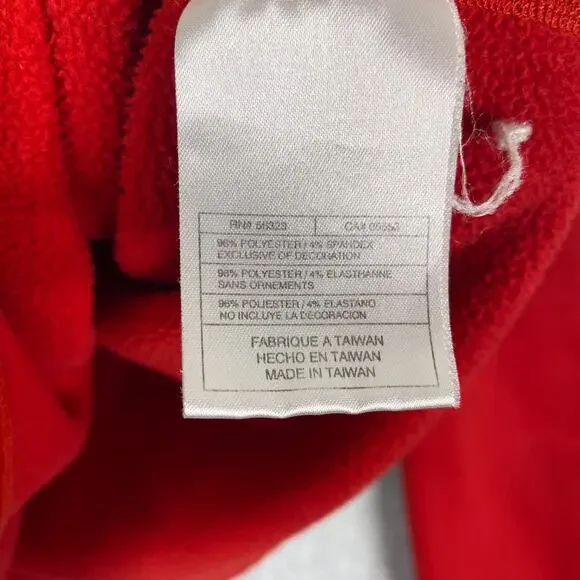 RN# 56323 CA# 05553
96% POLYESTER / 4% SPANDEX
EXCLUSIVE OF DECORATION
96% POLYESTER / 4% ELASTHANNE
SANS ORNEMENTS
96% POLIESTER / 4% ELASTANO
NO INCLUYE LA DECORACION
FABRIQUE A TAIWAN
HECHO EN TAIWAN
MADE IN TAIWAN